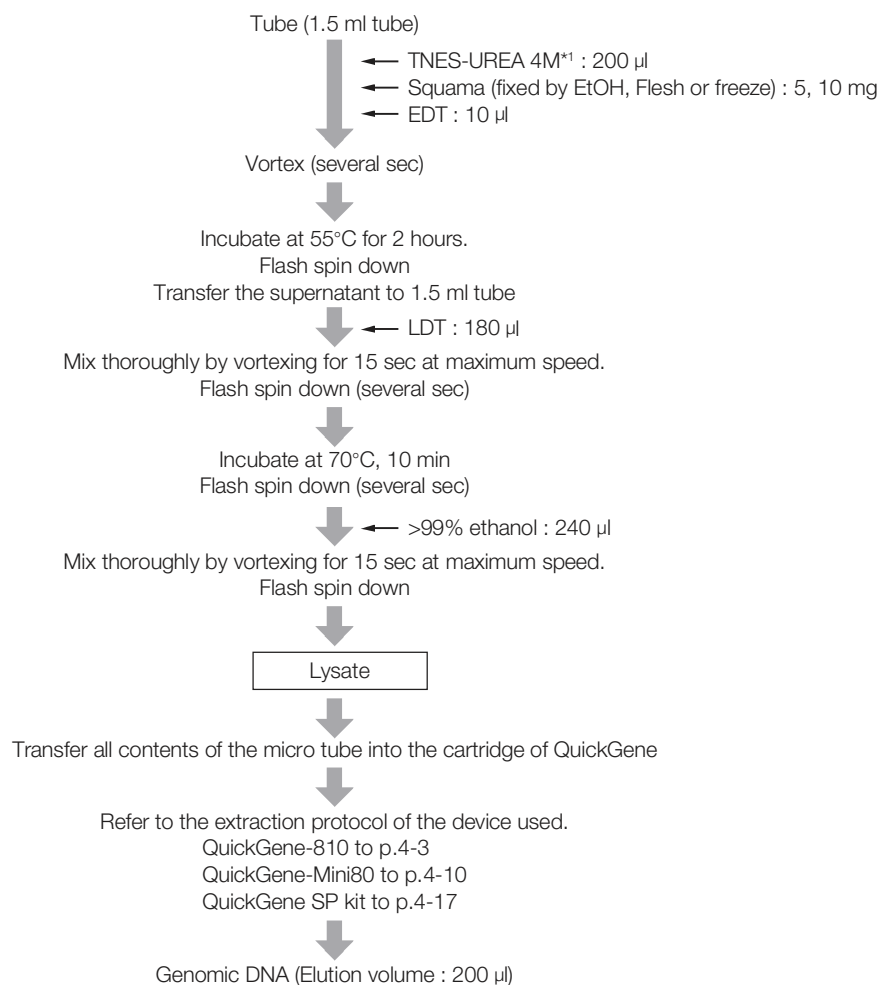 Tube (1.5 ml tube)
TNES-UREA 4M*1 : 200 μl
Squama (fixed by EtOH, Flesh or freeze) : 5, 10 mg
EDT : 10 μl
Vortex (several sec)
Incubate at 55°C for 2 hours.
Flash spin down
Transfer the supernatant to 1.5 ml tube
LDT : 180 μl
Mix thoroughly by vortexing for 15 sec at maximum speed.
Flash spin down (several sec)
Incubate at 70°C, 10 min
Flash spin down (several sec)
>99% ethanol : 240 μl
Mix thoroughly by vortexing for 15 sec at maximum speed.
Flash spin down
Lysate
Transfer all contents of the micro tube into the cartridge of QuickGene
Refer to the extraction protocol of the device used.
QuickGene-810 to p.4-3
QuickGene-Mini80 to p.4-10
QuickGene SP kit to p.4-17
Genomic DNA (Elution volume : 200 μl)